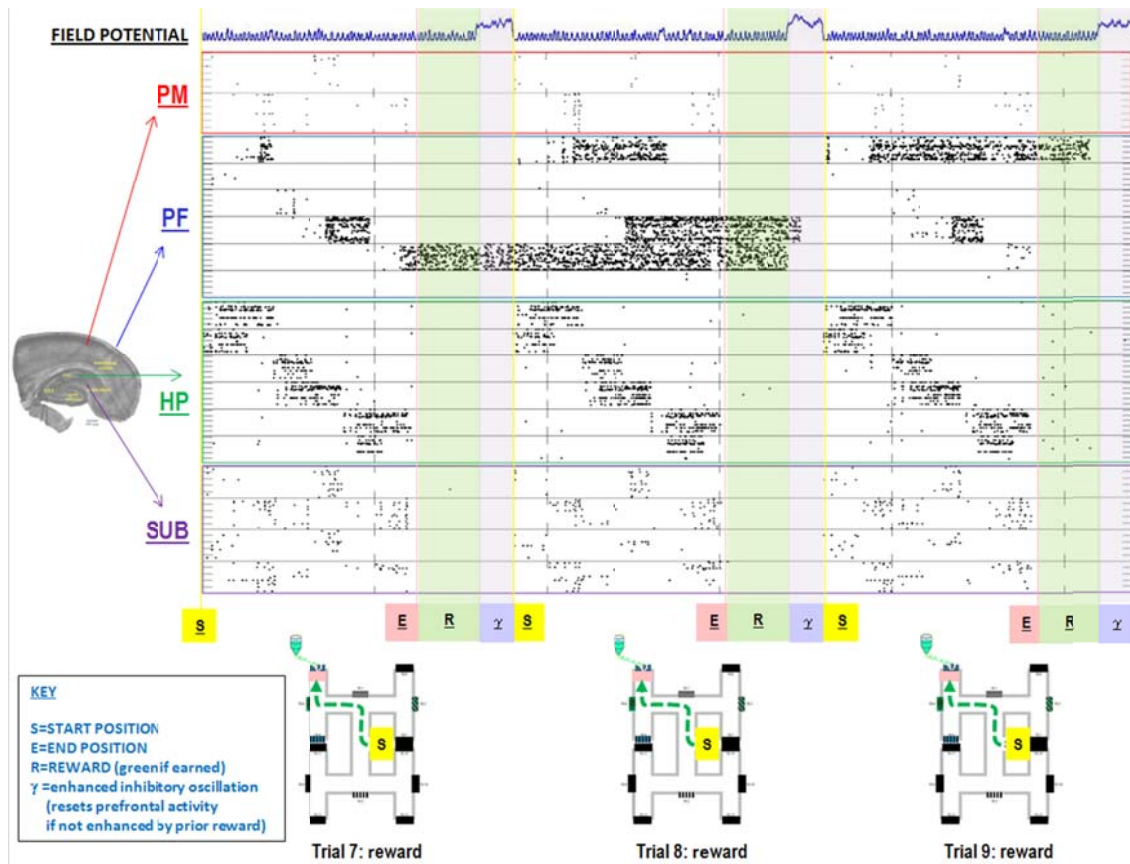 FIELD POTENTIAL
PM
PF
HP
SUB
S E R γ S E R γ S E R γ
KEY
S=START POSITION
E=END POSITION
R=REWARD (greenif earned)
γ =enhanced inhibitory oscillation
(resets prefrontal activity
if not enhanced by prior reward)
S S S
Trial 7: reward Trial 8: reward Trial 9: reward